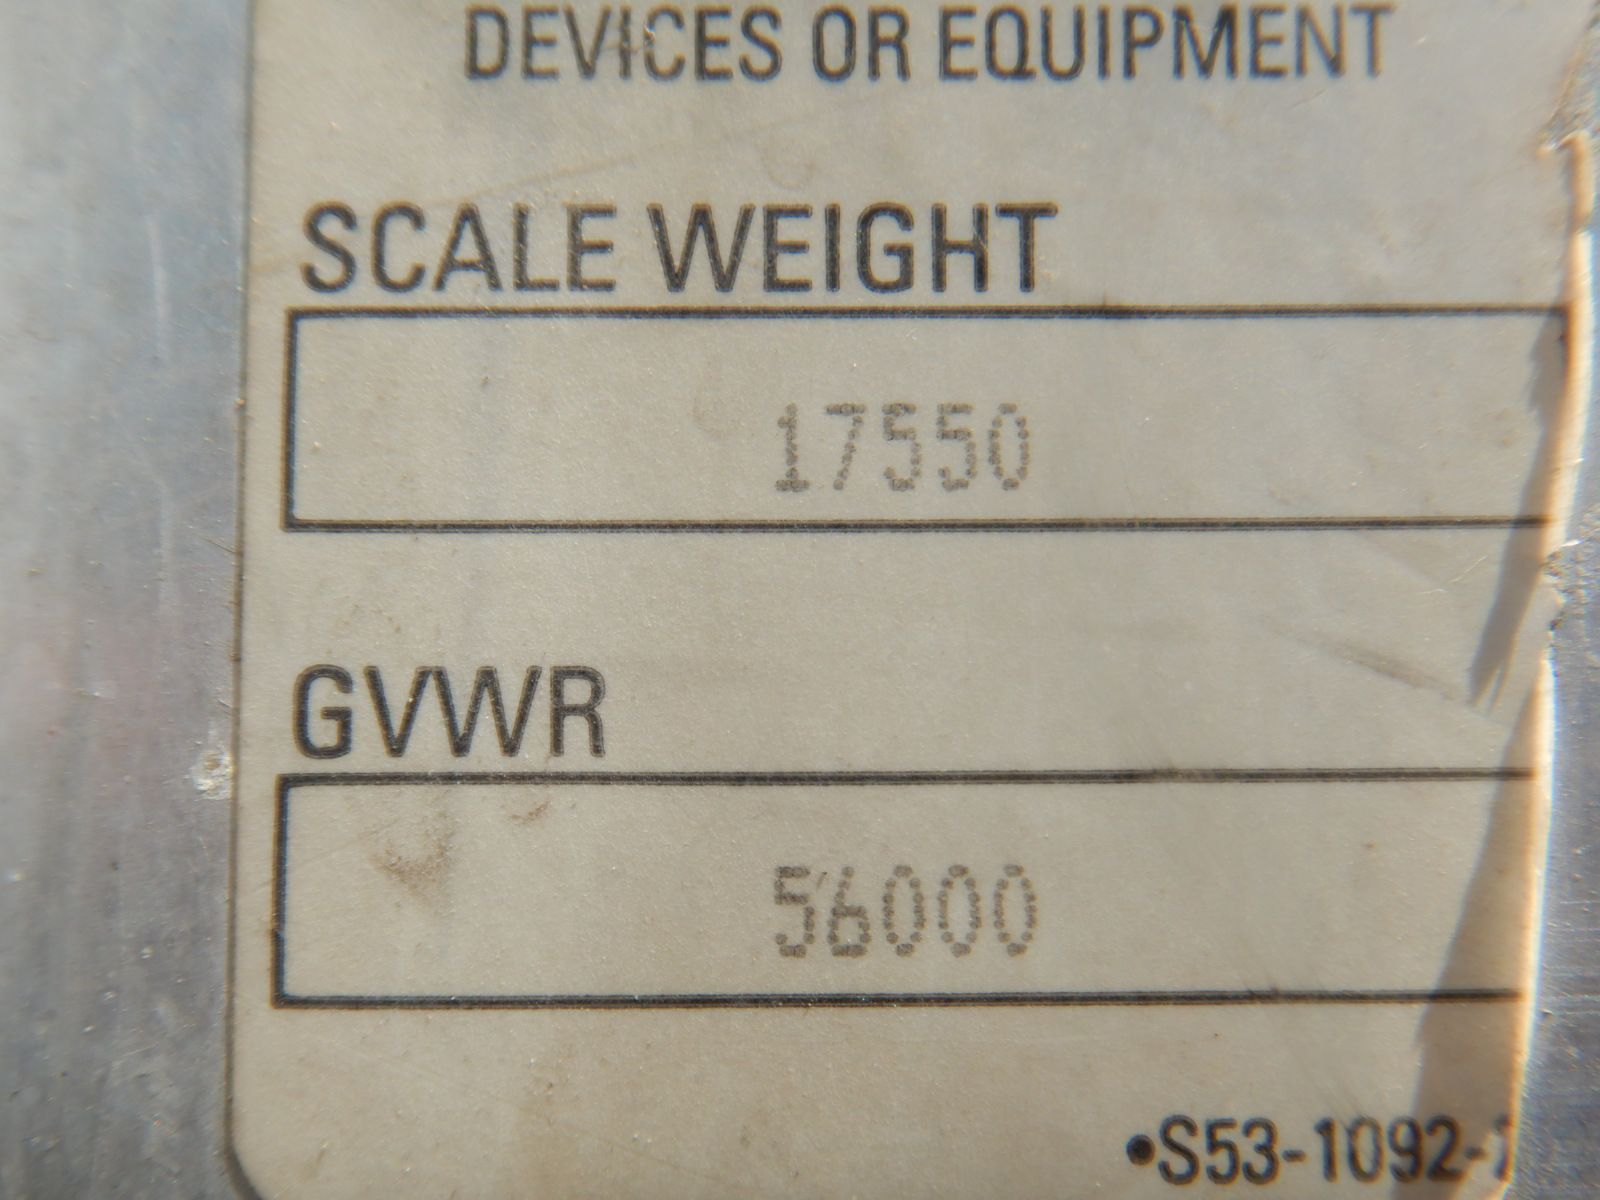 DEVICES OR EQUIPMENT
SCALE WEIGHT
17550
GVWR
56000
•S53-1092-